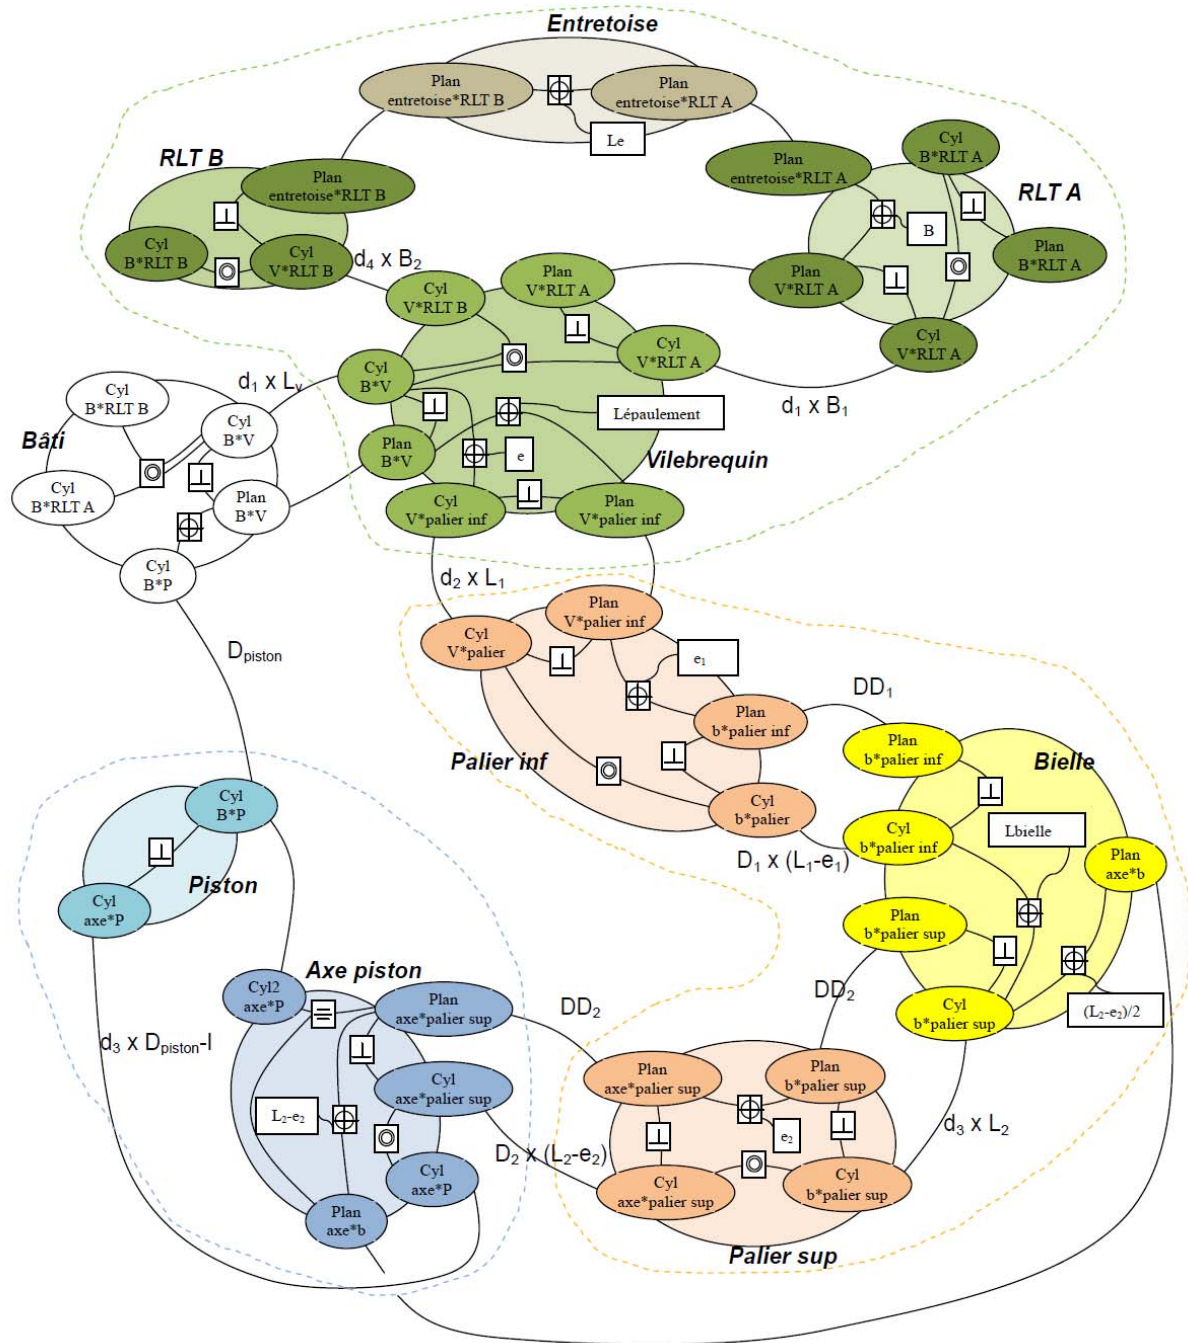 Entretoise
Plan
entretoise*RLT B
Plan
entretoise*RLT A
Le
RLT B
Plan
entretoise*RLT B
Cyl
B*RLT B
Cyl
V*RLT B
Plan
entretoise*RLT A
Cyl
B*RLT A
RLT A
B
Plan
B*RLT A
Plan
V*RLT A
Cyl
V*RLT A
d4 x B2
Cyl
V*RLT B
Plan
V*RLT A
Cyl
V*RLT A
d1 x B1
Cyl
B*V
Lépaulement
Plan
B*V
e
Vilebrequin
Cyl
V*palier inf
Plan
V*palier inf
d1 x Lv
Cyl
B*RLT B
Bâti
Cyl
B*V
Cyl
B*RLT A
Plan
B*V
Cyl
B*P
d2 x L1
Dpiston
Plan
V*palier inf
Cyl
V*palier
e1
Plan
b*palier inf
Palier inf
Cyl
b*palier
DD1
D1 x (L1-e1)
Plan
b*palier inf
Bielle
Cyl
b*palier inf
Lbielle
Plan
axe*b
Plan
b*palier sup
Cyl
b*palier sup
(L2-e2)/2
Cyl
B*P
Piston
Cyl
axe*P
Axe piston
Cyl2
axe*P
Plan
axe*palier sup
Cyl
axe*palier sup
L2-e2
Cyl
axe*P
Plan
axe*b
d3 x Dpiston-l
DD2
DD2
D2 x (L2-e2)
d3 x L2
Plan
axe*palier sup
Plan
b*palier sup
e2
Cyl
axe*palier sup
Cyl
b*palier sup
Palier sup